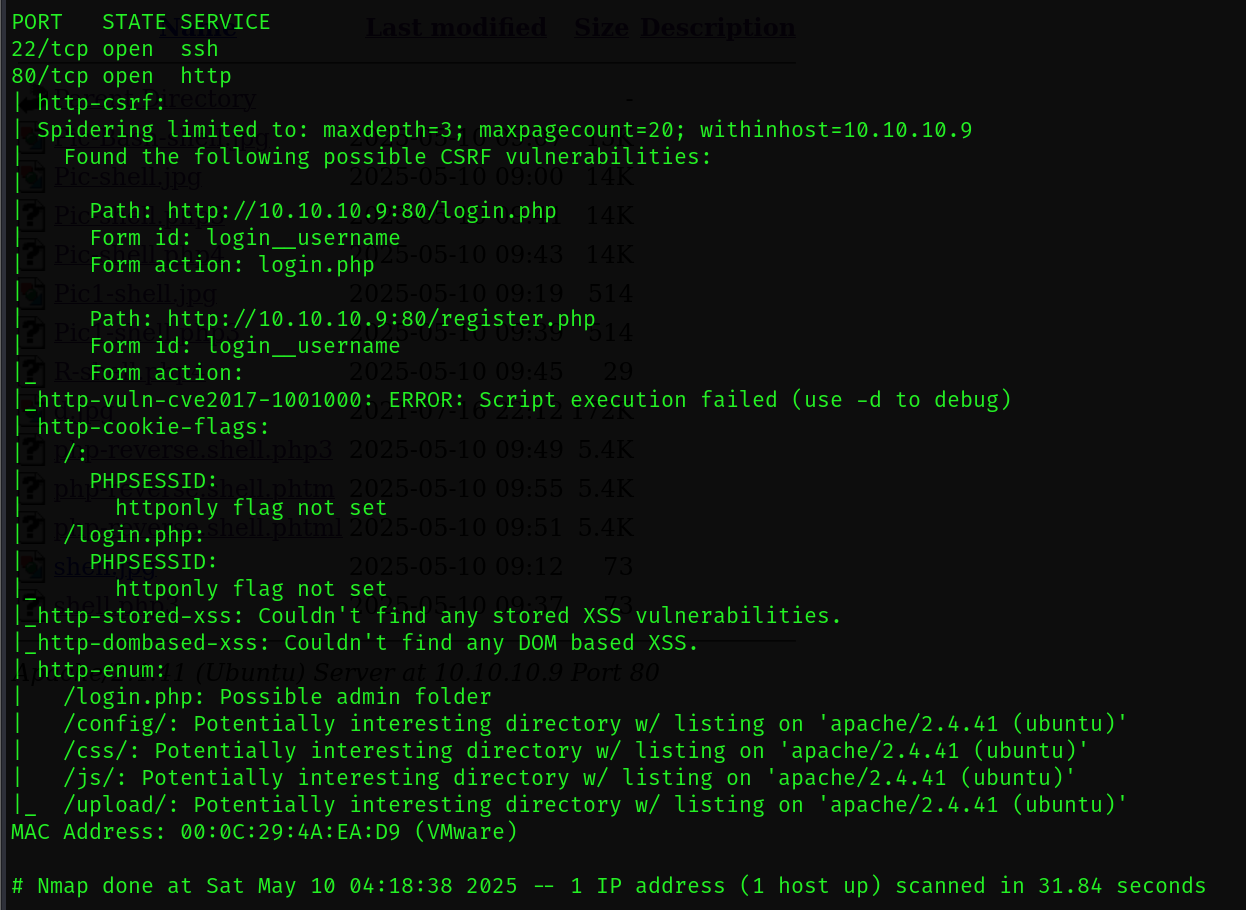 PORT   STATE SERVICE
22/tcp open  ssh
80/tcp open  http
| http-csrf:
| Spidering limited to: maxdepth=3; maxpagecount=20; withinhost=10.10.10.9
|   Found the following possible CSRF vulnerabilities:
|
|     Path: http://10.10.10.9:80/login.php
|     Form id: login__username
|     Form action: login.php
|
|     Path: http://10.10.10.9:80/register.php
|     Form id: login__username
|_    Form action:
|_http-vuln-cve2017-1001000: ERROR: Script execution failed (use -d to debug)
| http-cookie-flags:
|   /:
|     PHPSESSID:
|       httponly flag not set
|   /login.php:
|     PHPSESSID:
|_      httponly flag not set
|_http-stored-xss: Couldn't find any stored XSS vulnerabilities.
|_http-dombased-xss: Couldn't find any DOM based XSS.
| http-enum:
|   /login.php: Possible admin folder
|   /config/: Potentially interesting directory w/ listing on 'apache/2.4.41 (ubuntu)'
|   /css/: Potentially interesting directory w/ listing on 'apache/2.4.41 (ubuntu)'
|   /js/: Potentially interesting directory w/ listing on 'apache/2.4.41 (ubuntu)'
|_  /upload/: Potentially interesting directory w/ listing on 'apache/2.4.41 (ubuntu)'
MAC Address: 00:0C:29:4A:EA:D9 (VMware)
# Nmap done at Sat May 10 04:18:38 2025 -- 1 IP address (1 host up) scanned in 31.84 seconds
Last modified Size Description
Pic-shell.jpg 2025-05-10 09:00 14K
14K
2025-05-10 09:43 14K
Pic1-shell.jpg 2025-05-10 09:19 514
514
2025-05-10 09:45 29
2025-05-10 09:49 5.4K
2025-05-10 09:55 5.4K
2025-05-10 09:51 5.4K
2025-05-10 09:12 73
(Ubuntu) Server at 10.10.10.9 Port 80